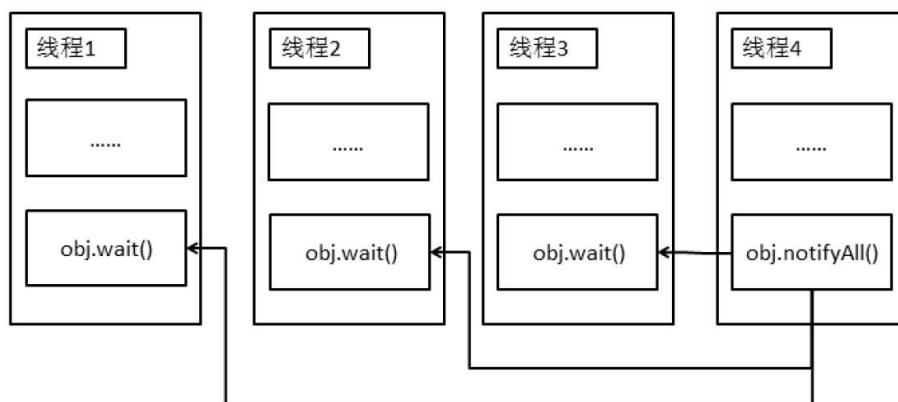 线程1
……
obj.wait()
线程2
……
obj.wait()
线程3
……
obj.wait()
线程4
……
obj.notifyAll()